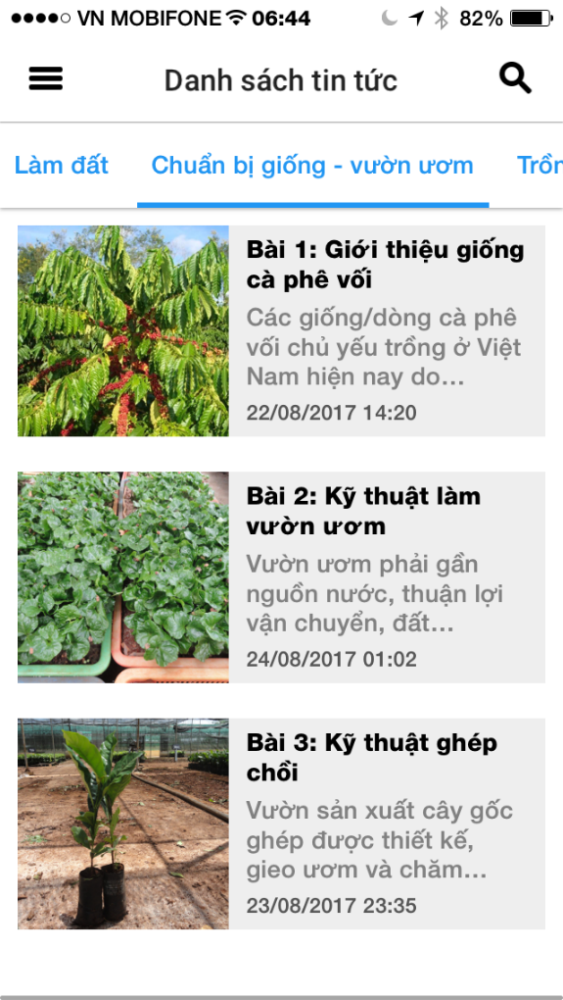 VN MOBIFONE 06:44 82%
Danh sách tin tức
Làm đất Chuẩn bị giống - vườn ươm Trồn
Bài 1: Giới thiệu giống
cà phê vối
Các giống/dòng cà phê
vối chủ yếu trồng ở Việt
Nam hiện nay do...
22/08/2017 14:20
Bài 2: Kỹ thuật làm
vườn ươm
Vườn ươm phải gần
nguồn nước, thuận lợi
vận chuyển, đất...
24/08/2017 01:02
Bài 3: Kỹ thuật ghép
chồi
Vườn sản xuất cây gốc
ghép được thiết kế,
gieo ươm và chăm...
23/08/2017 23:35